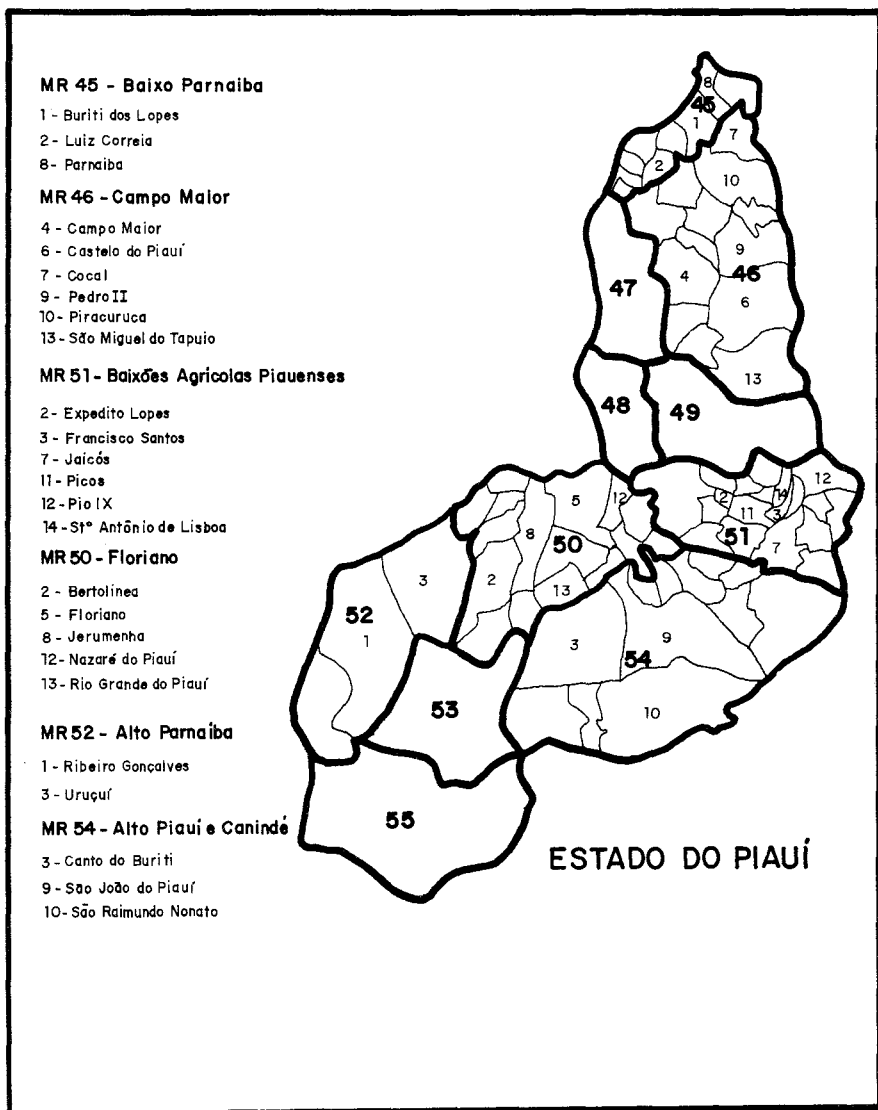 MR 45 - Baixo Parnaiba
1 - Buriti dos Lopes
2 - Luiz Correia
8- Parnaiba
MR 46 - Campo Maior
4 - Campo Maior
6 - Castelo do Piauí
7 - Cocal
9 - Pedro II
10- Piracuruca
13- São Miguel do Tapuio
MR 51 - Baixões Agricolas Piauenses
2- Expedito Lopes
3 - Francisco Santos
7- Jaicós
11- Picos
12- Pio IX
14- Stº Antônio de Lisboa
MR 50 - Floriano
2 - Bertolinea
5 - Floriano
8 - Jerumenha
12- Nazaré do Piauí
13- Rio Grande do Piauí
MR 52 - Alto Parnaíba
1 - Ribeiro Gonçalves
3 - Uruçuí
MR 54 - Alto Piauí e Canindé
3 - Canto do Buriti
9 - São João do Piauí
10- São Raimundo Nonato
8
45
1
7
2
10
9
46
47
4
6
13
48
49
5
12
2
14
12
8
50
11
3
51
7
3
2
13
52
1
3
9
54
53
10
55
ESTADO DO PIAUÍ